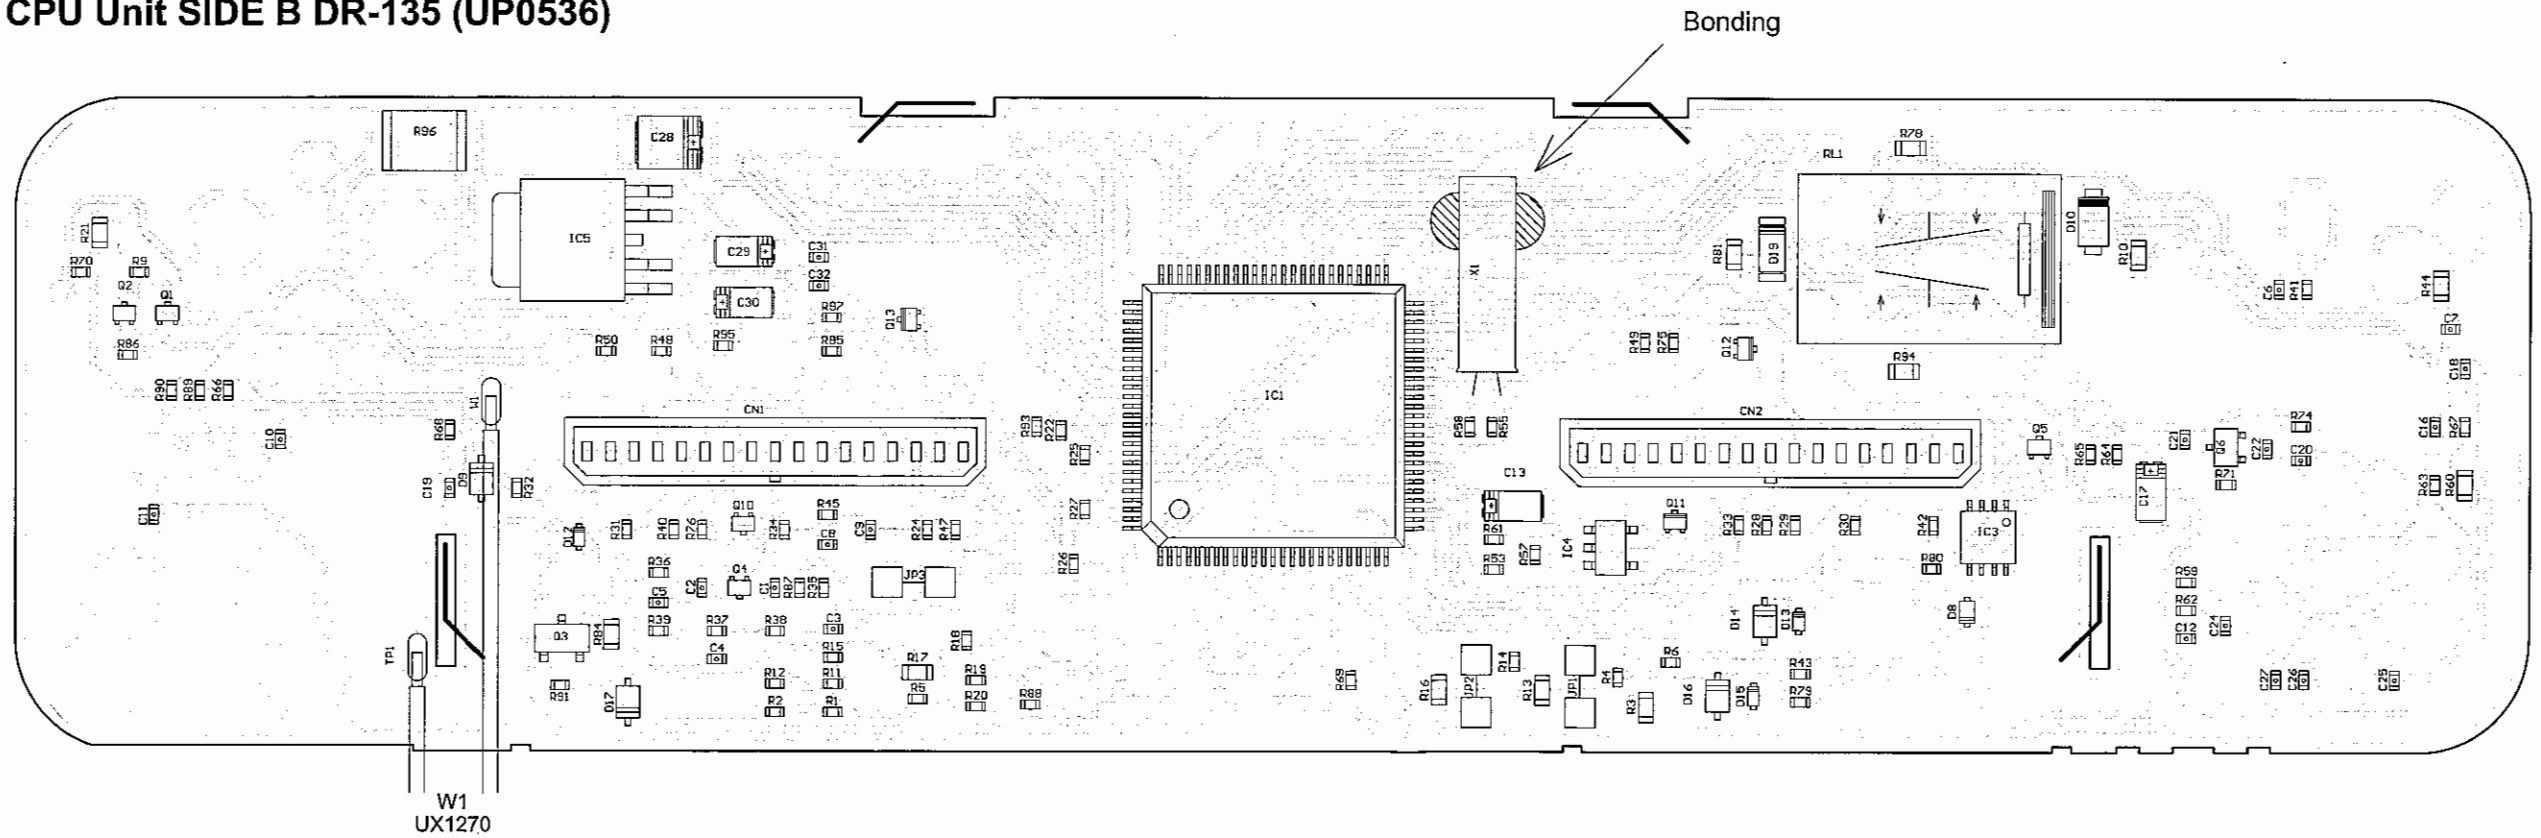 CPU Unit SIDE B DR-135 (UP0536)
Bonding
R96
C28
R78
RL1
R21
IC5
C29
C31
R81
D19
D10
R10
R70
R9
X1
C32
C30
Q2
Q1
R97
Q13
C6
R41
R44
C7
R86
R50
R48
R95
R85
R49
R75
Q12
R94
C18
R90
R89
R66
W1
IC1
CN1
CN2
C10
R68
R93
R22
R25
R58
R55
Q5
R65
R64
C21
Q6
C22
R74
C20
C16
R67
C19
D9
R32
C13
C17
R71
R63
R60
C11
R27
D12
R31
R40
R76
Q10
R34
R45
C8
C9
R24
R47
R61
R53
R57
IC4
Q11
R33
R28
R29
R30
R42
IC3
R80
R26
R36
C5
C2
Q4
C1
R87
R35
JP3
R59
R62
C12
C24
Q3
R84
R39
R37
R38
C3
R18
D14
D13
D8
TP1
C4
R15
R17
R19
R12
R11
R5
R20
R88
R91
D17
R2
R1
R69
R16
JP2
R14
R13
JP1
R4
R6
R3
D16
D15
R43
R79
C27
C26
C25
W1
UX1270